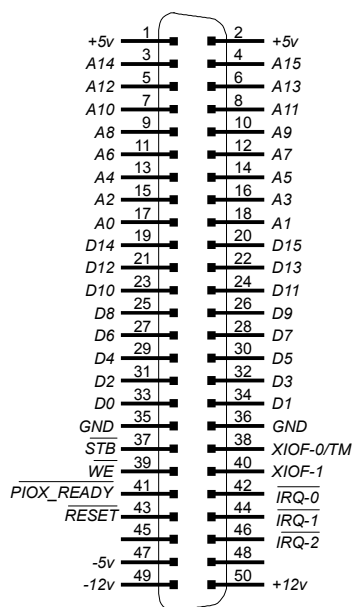 +5v 1 2 +5v
A14 3 4 A15
A12 5 6 A13
A10 7 8 A11
A8 9 10 A9
A6 11 12 A7
A4 13 14 A5
A2 15 16 A3
A0 17 18 A1
D14 19 20 D15
D12 21 22 D13
D10 23 24 D11
D8 25 26 D9
D6 27 28 D7
D4 29 30 D5
D2 31 32 D3
D0 33 34 D1
GND 35 36 GND
STB 37 38 XIOF-0/TM
WE 39 40 XIOF-1
PIOX_READY 41 42 IRQ-0
RESET 43 44 IRQ-1
45 46 IRQ-2
-5v 47 48
-12v 49 50 +12v